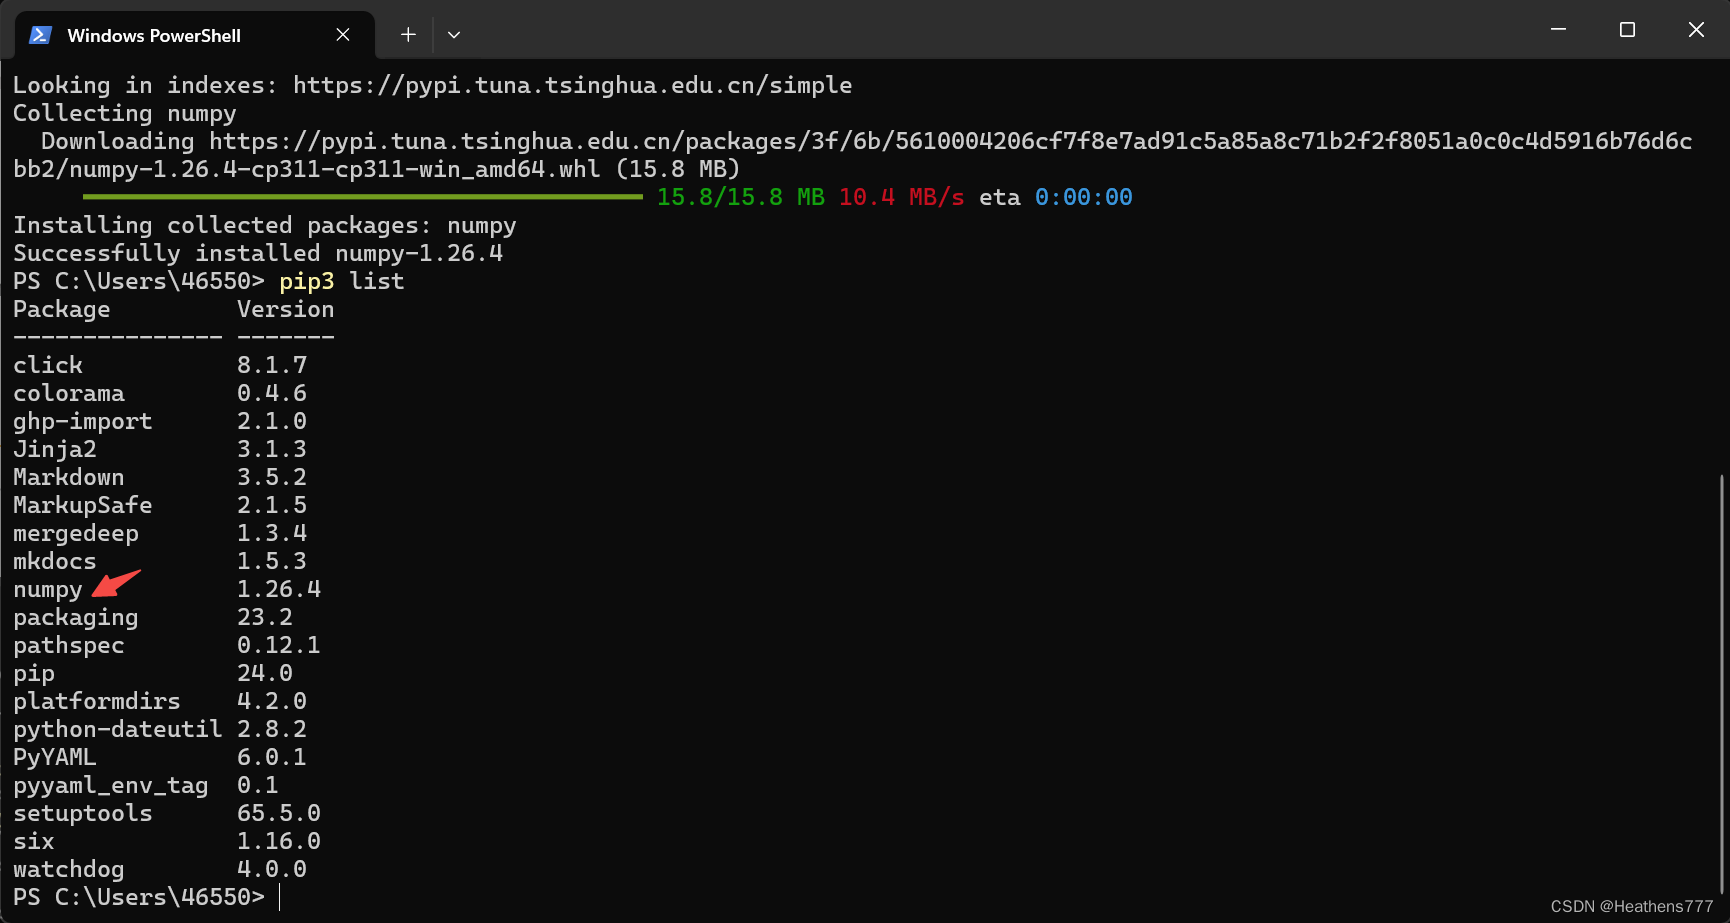 Windows PowerShell
Looking in indexes: https://pypi.tuna.tsinghua.edu.cn/simple
Collecting numpy
  Downloading https://pypi.tuna.tsinghua.edu.cn/packages/3f/6b/5610004206cf7f8e7ad91c5a85a8c71b2f2f8051a0c0c4d5916b76d6c
bb2/numpy-1.26.4-cp311-cp311-win_amd64.whl (15.8 MB)
15.8/15.8 MB 10.4 MB/s eta 0:00:00
Installing collected packages: numpy
Successfully installed numpy-1.26.4
PS C:\Users\46550> pip3 list
Package         Version
--------------- -------
click           8.1.7
colorama        0.4.6
ghp-import      2.1.0
Jinja2          3.1.3
Markdown        3.5.2
MarkupSafe      2.1.5
mergedeep       1.3.4
mkdocs          1.5.3
numpy           1.26.4
packaging       23.2
pathspec        0.12.1
pip             24.0
platformdirs    4.2.0
python-dateutil 2.8.2
PyYAML          6.0.1
pyyaml_env_tag  0.1
setuptools      65.5.0
six             1.16.0
watchdog        4.0.0
PS C:\Users\46550>
CSDN @Heathens777